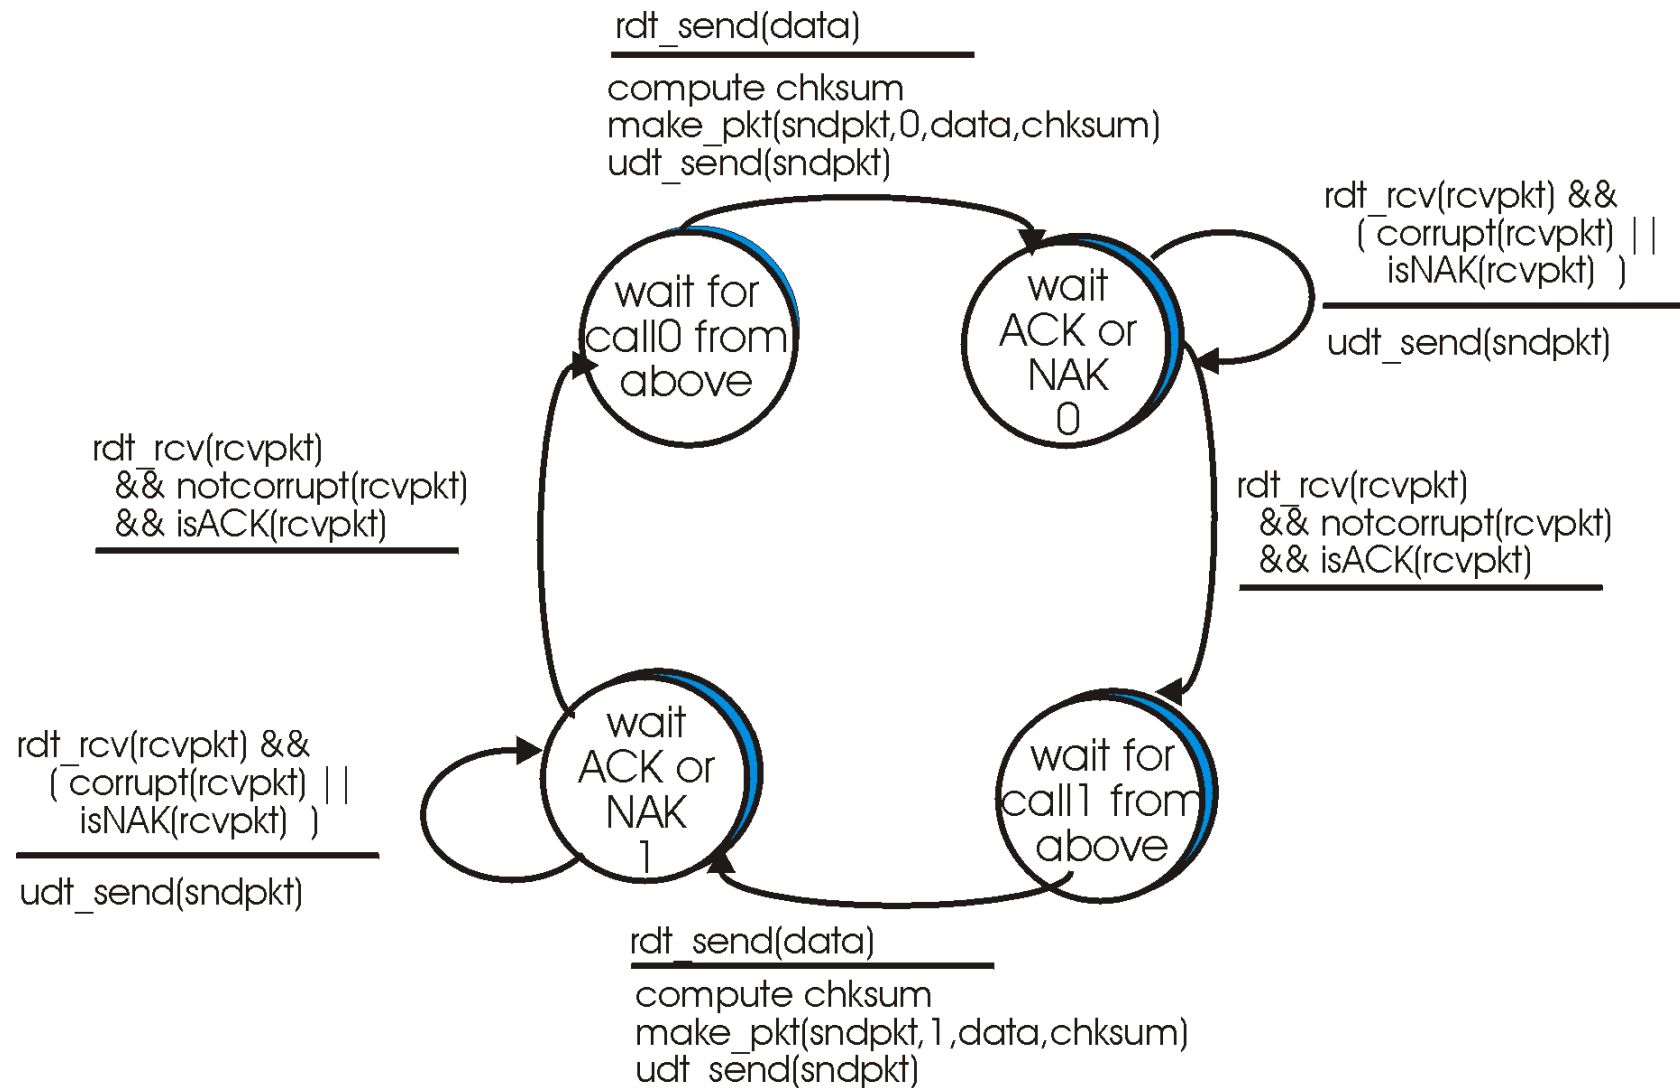 rdt_send(data)
compute chksum
make_pkt(sndpkt,0,data,chksum)
udt_send(sndpkt)
rdt_rcv(rcvpkt) &&
( corrupt(rcvpkt) ||
isNAK(rcvpkt) )
udt_send(sndpkt)
wait for
call0 from
above
wait
ACK or
NAK
0
rdt_rcv(rcvpkt)
&& notcorrupt(rcvpkt)
&& isACK(rcvpkt)
rdt_rcv(rcvpkt)
&& notcorrupt(rcvpkt)
&& isACK(rcvpkt)
rdt_rcv(rcvpkt) &&
( corrupt(rcvpkt) ||
isNAK(rcvpkt) )
udt_send(sndpkt)
wait
ACK or
NAK
1
wait for
call1 from
above
rdt_send(data)
compute chksum
make_pkt(sndpkt,1,data,chksum)
udt_send(sndpkt)